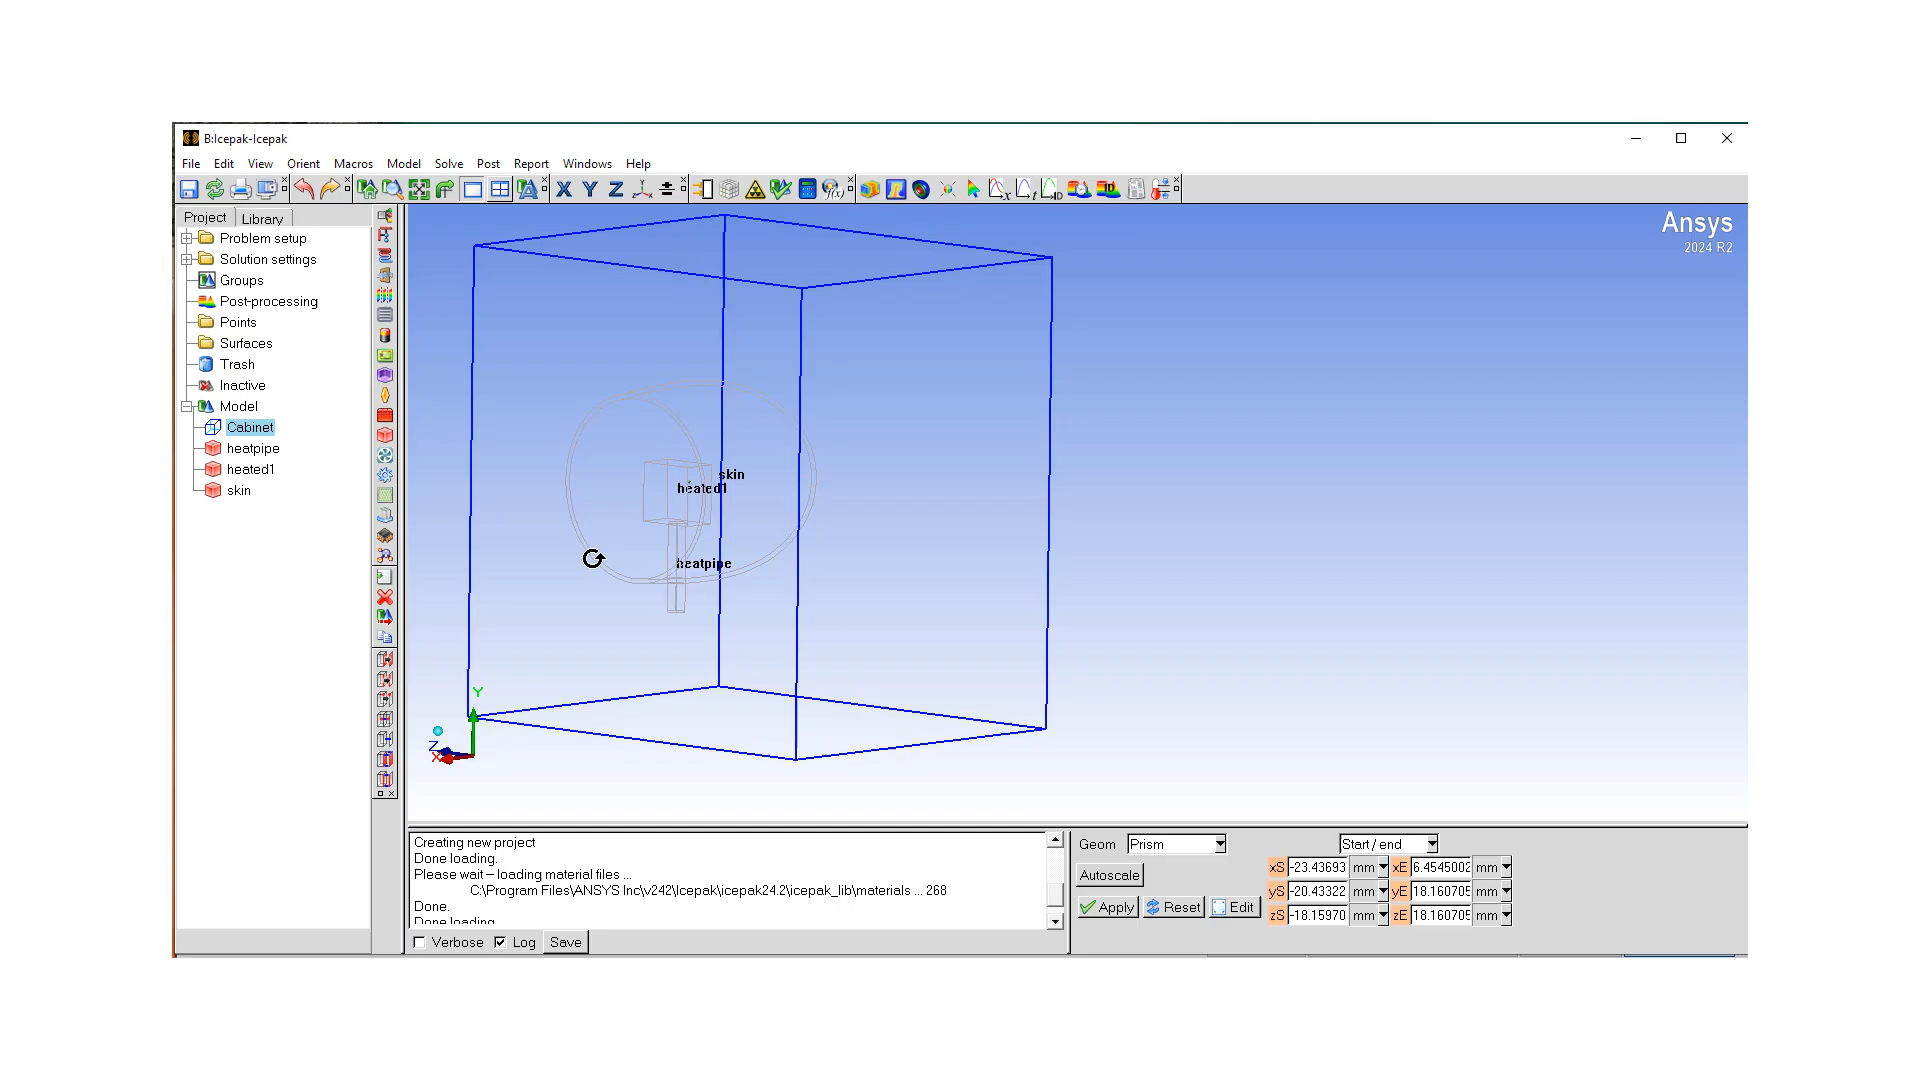 B:Icepak-Icepak
File Edit View Orient Macros Model Solve Post Report Windows Help
X Y Z
Project Library
Problem setup
Solution settings
Groups
Post-processing
Points
Surfaces
Trash
Inactive
Model
Cabinet
heatpipe
heated1
skin
Ansys
2024 R2
skin
heated1
heatpipe
Y
Z
X
Creating new project
Done loading.
Please wait – loading material files ...
C:\Program Files\ANSYS Inc\v242\Icepak\icepak24.2\icepak_lib\materials ... 268
Done.
Done loading
Verbose Log Save
Geom Prism Start / end
Autoscale
Apply Reset Edit
xS -23.43693 mm xE 6.4545002 mm
yS -20.43322 mm yE 18.160705 mm
zS -18.15970 mm zE 18.160705 mm